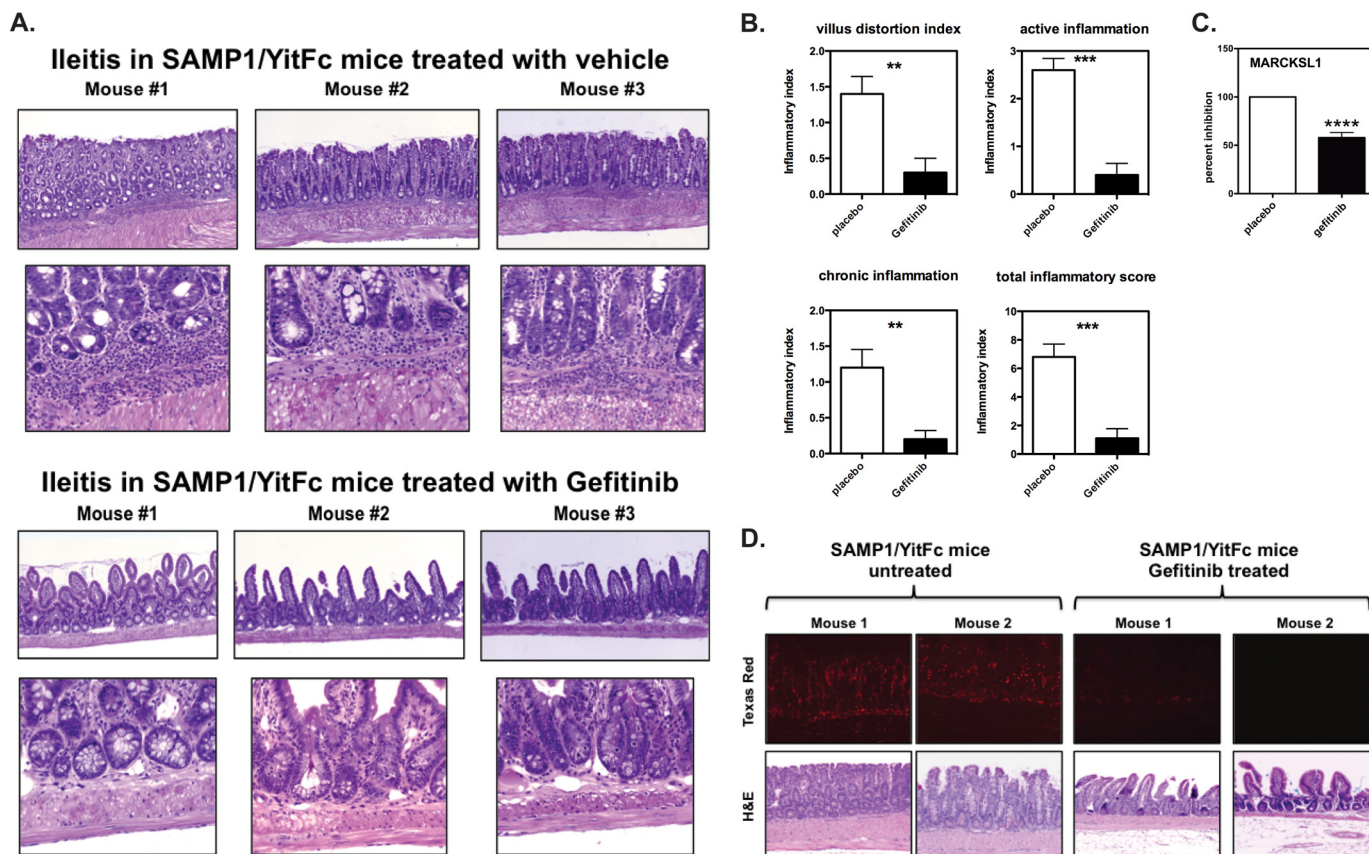 A.
Ileitis in SAMP1/YitFc mice treated with vehicle
Mouse #1
Mouse #2
Mouse #3
Ileitis in SAMP1/YitFc mice treated with Gefitinib
Mouse #1
Mouse #2
Mouse #3
B.
villus distortion index
Inflammatory index
2.0
1.5
1.0
0.5
0.0
**
placebo
Gefitinib
active inflammation
Inflammatory index
3
2
1
0
***
placebo
Gefitinib
chronic inflammation
Inflammatory index
2.0
1.5
1.0
0.5
0.0
**
placebo
Gefitinib
total inflammatory score
Inflammatory index
10
8
6
4
2
0
***
placebo
Gefitinib
C.
MARCKSL1
percent inhibition
150
100
50
0
****
placebo
gefitinib
D.
SAMP1/YitFc mice
untreated
SAMP1/YitFc mice
Gefitinib treated
Mouse 1
Mouse 2
Mouse 1
Mouse 2
Texas Red
H&E